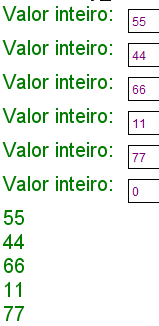 Valor inteiro: 55
Valor inteiro: 44
Valor inteiro: 66
Valor inteiro: 11
Valor inteiro: 77
Valor inteiro: 0
55
44
66
11
77